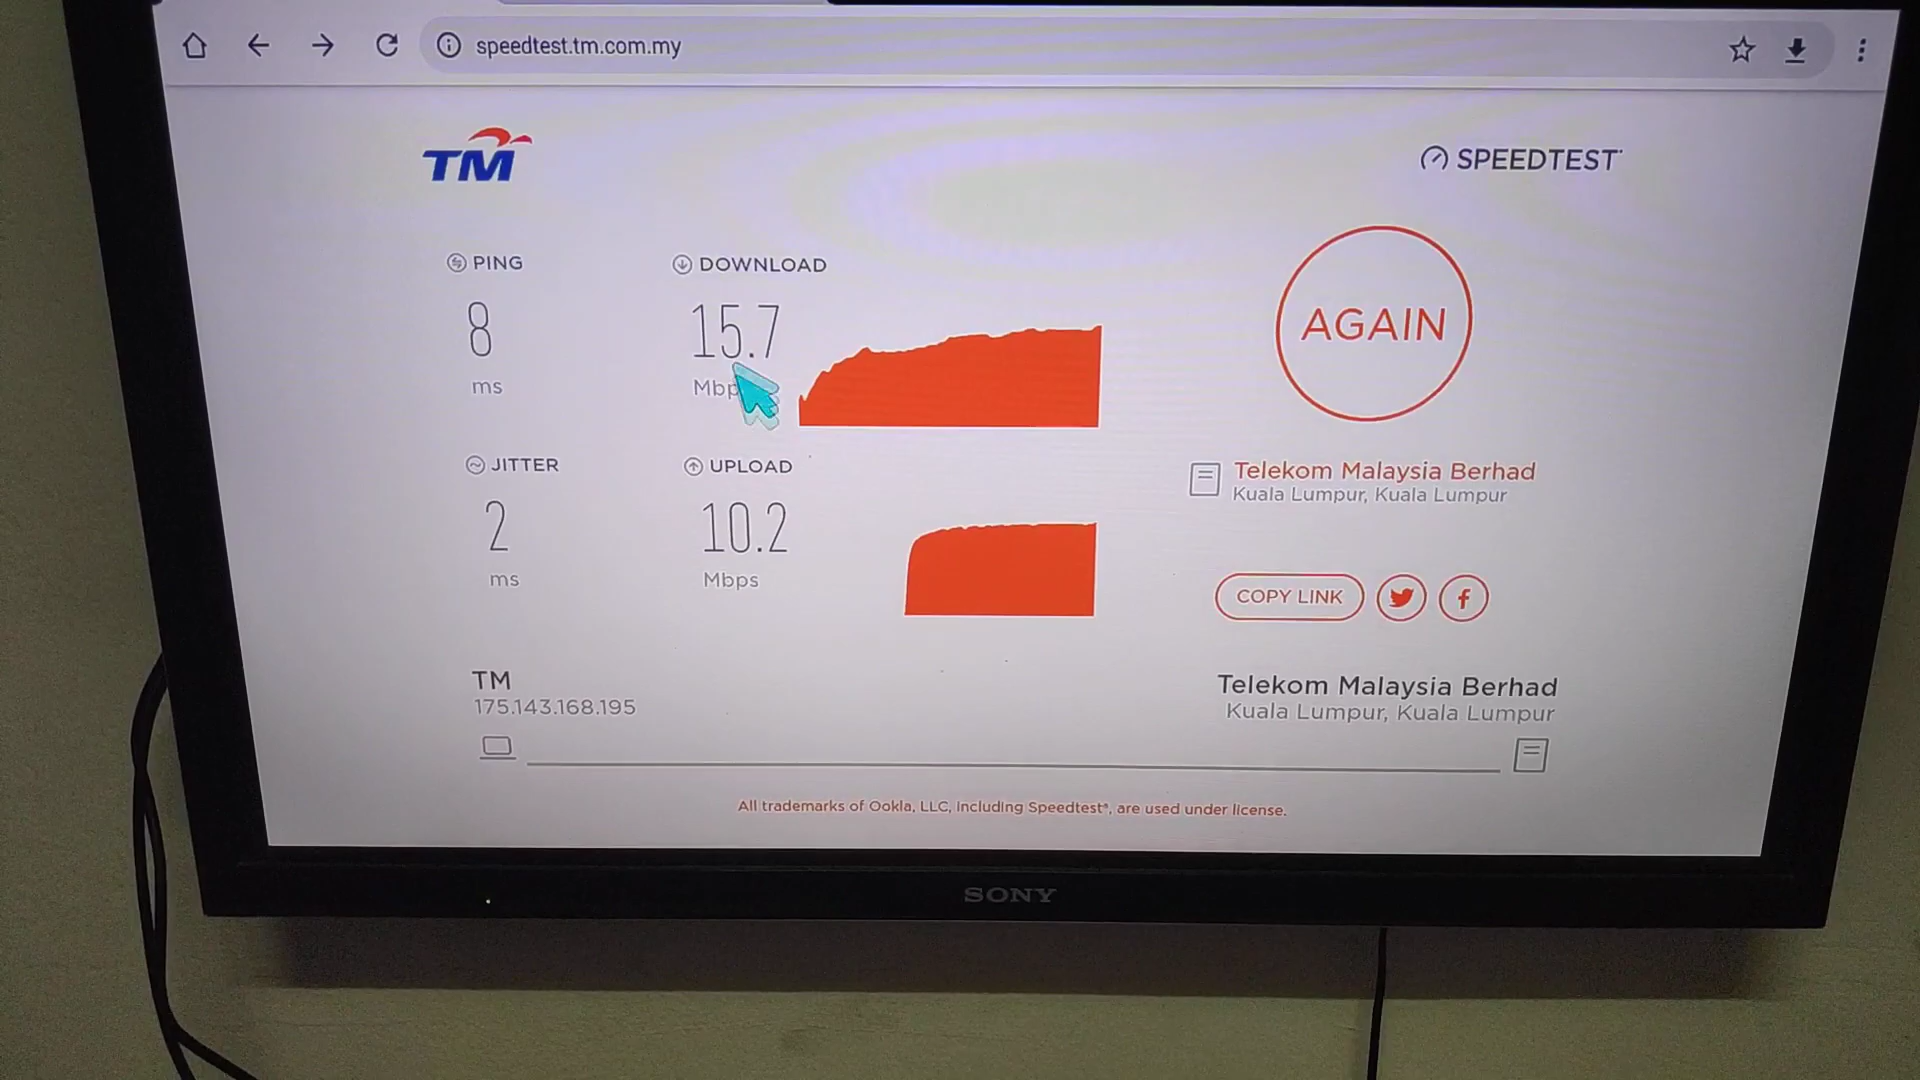 speedtest.tm.com.my
TM
SPEEDTEST
PING
DOWNLOAD
8
15.7
AGAIN
ms
Mbp
JITTER
UPLOAD
Telekom Malaysia Berhad
Kuala Lumpur, Kuala Lumpur
2
10.2
ms
Mbps
COPY LINK
TM
175.143.168.195
Telekom Malaysia Berhad
Kuala Lumpur, Kuala Lumpur
All trademarks of Ookla, LLC, including Speedtest®, are used under license.
SONY